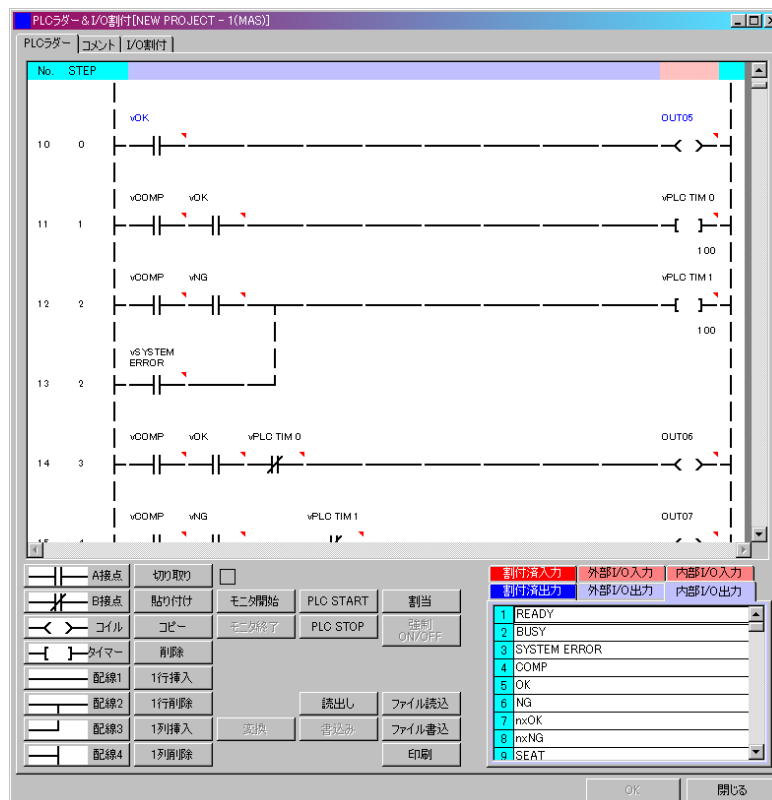 PLCラダー&I/O割付[NEW PROJECT - 1(MAS)]
PLCラダー コメント I/O割付
No. STEP
vOK OUT05
10 0
vCOMP vOK vPLC TIM 0
11 1
100
vCOMP vNG vPLC TIM 1
12 2
100
vSYSTEM
ERROR
13 2
vCOMP vOK vPLC TIM 0 OUT06
14 3
vCOMP vNG vPLC TIM 1 OUT07
A接点 切り取り
B接点 貼り付け モニタ開始 PLC START 割当
コイル コピー モニタ終了 PLC STOP 強制
ON/OFF
タイマー 削除
配線1 1行挿入
配線2 1行削除 読出し ファイル読込
配線3 1列挿入 変換 書込み ファイル書込
配線4 1列削除 印刷
割付済入力 外部I/O入力 内部I/O入力
割付済出力 外部I/O出力 内部I/O出力
1 READY
2 BUSY
3 SYSTEM ERROR
4 COMP
5 OK
6 NG
7 nxOK
8 nxNG
9 SEAT
OK 閉じる